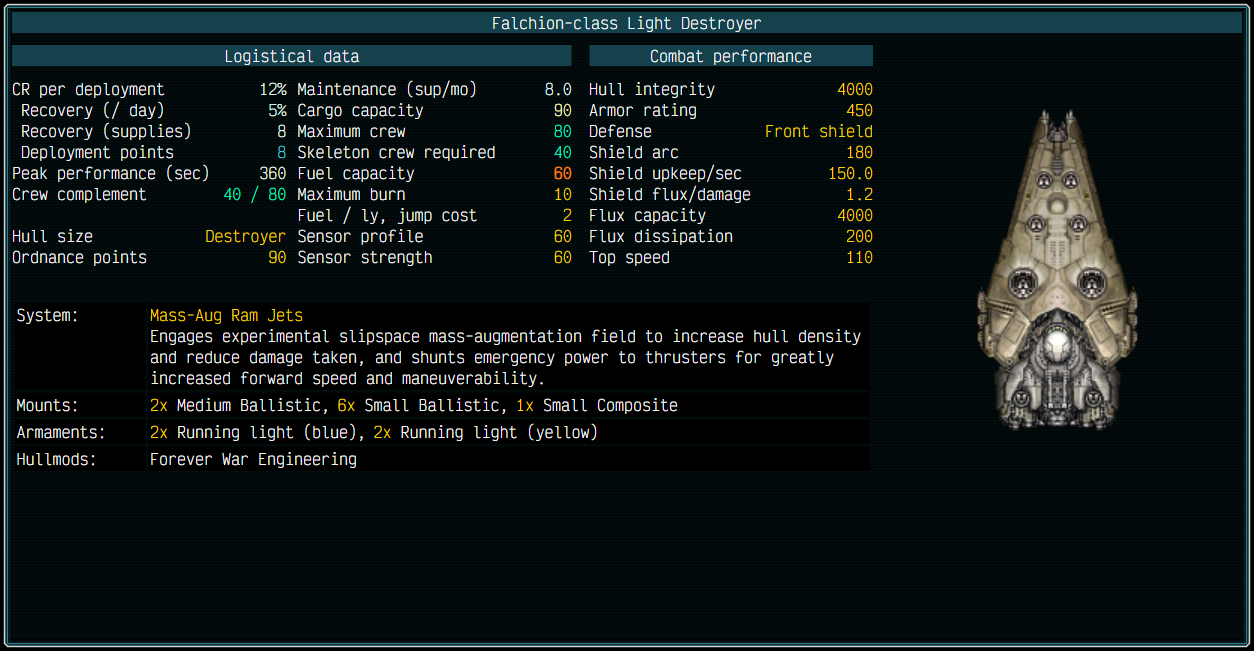 Falchion-class Light Destroyer
Logistical data
Combat performance
CR per deployment 12% Maintenance (sup/mo) 8.0 Hull integrity 4000
Recovery (/ day) 5% Cargo capacity 90 Armor rating 450
Recovery (supplies) 8 Maximum crew 80 Defense Front shield
Deployment points 8 Skeleton crew required 40 Shield arc 180
Peak performance (sec) 360 Fuel capacity 60 Shield upkeep/sec 150.0
Crew complement 40 / 80 Maximum burn 10 Shield flux/damage 1.2
Fuel / ly, jump cost 2 Flux capacity 4000
Hull size Destroyer Sensor profile 60 Flux dissipation 200
Ordnance points 90 Sensor strength 60 Top speed 110
System: Mass-Aug Ram Jets
Engages experimental slipspace mass-augmentation field to increase hull density
and reduce damage taken, and shunts emergency power to thrusters for greatly
increased forward speed and maneuverability.
Mounts: 2x Medium Ballistic, 6x Small Ballistic, 1x Small Composite
Armaments: 2x Running light (blue), 2x Running light (yellow)
Hullmods: Forever War Engineering